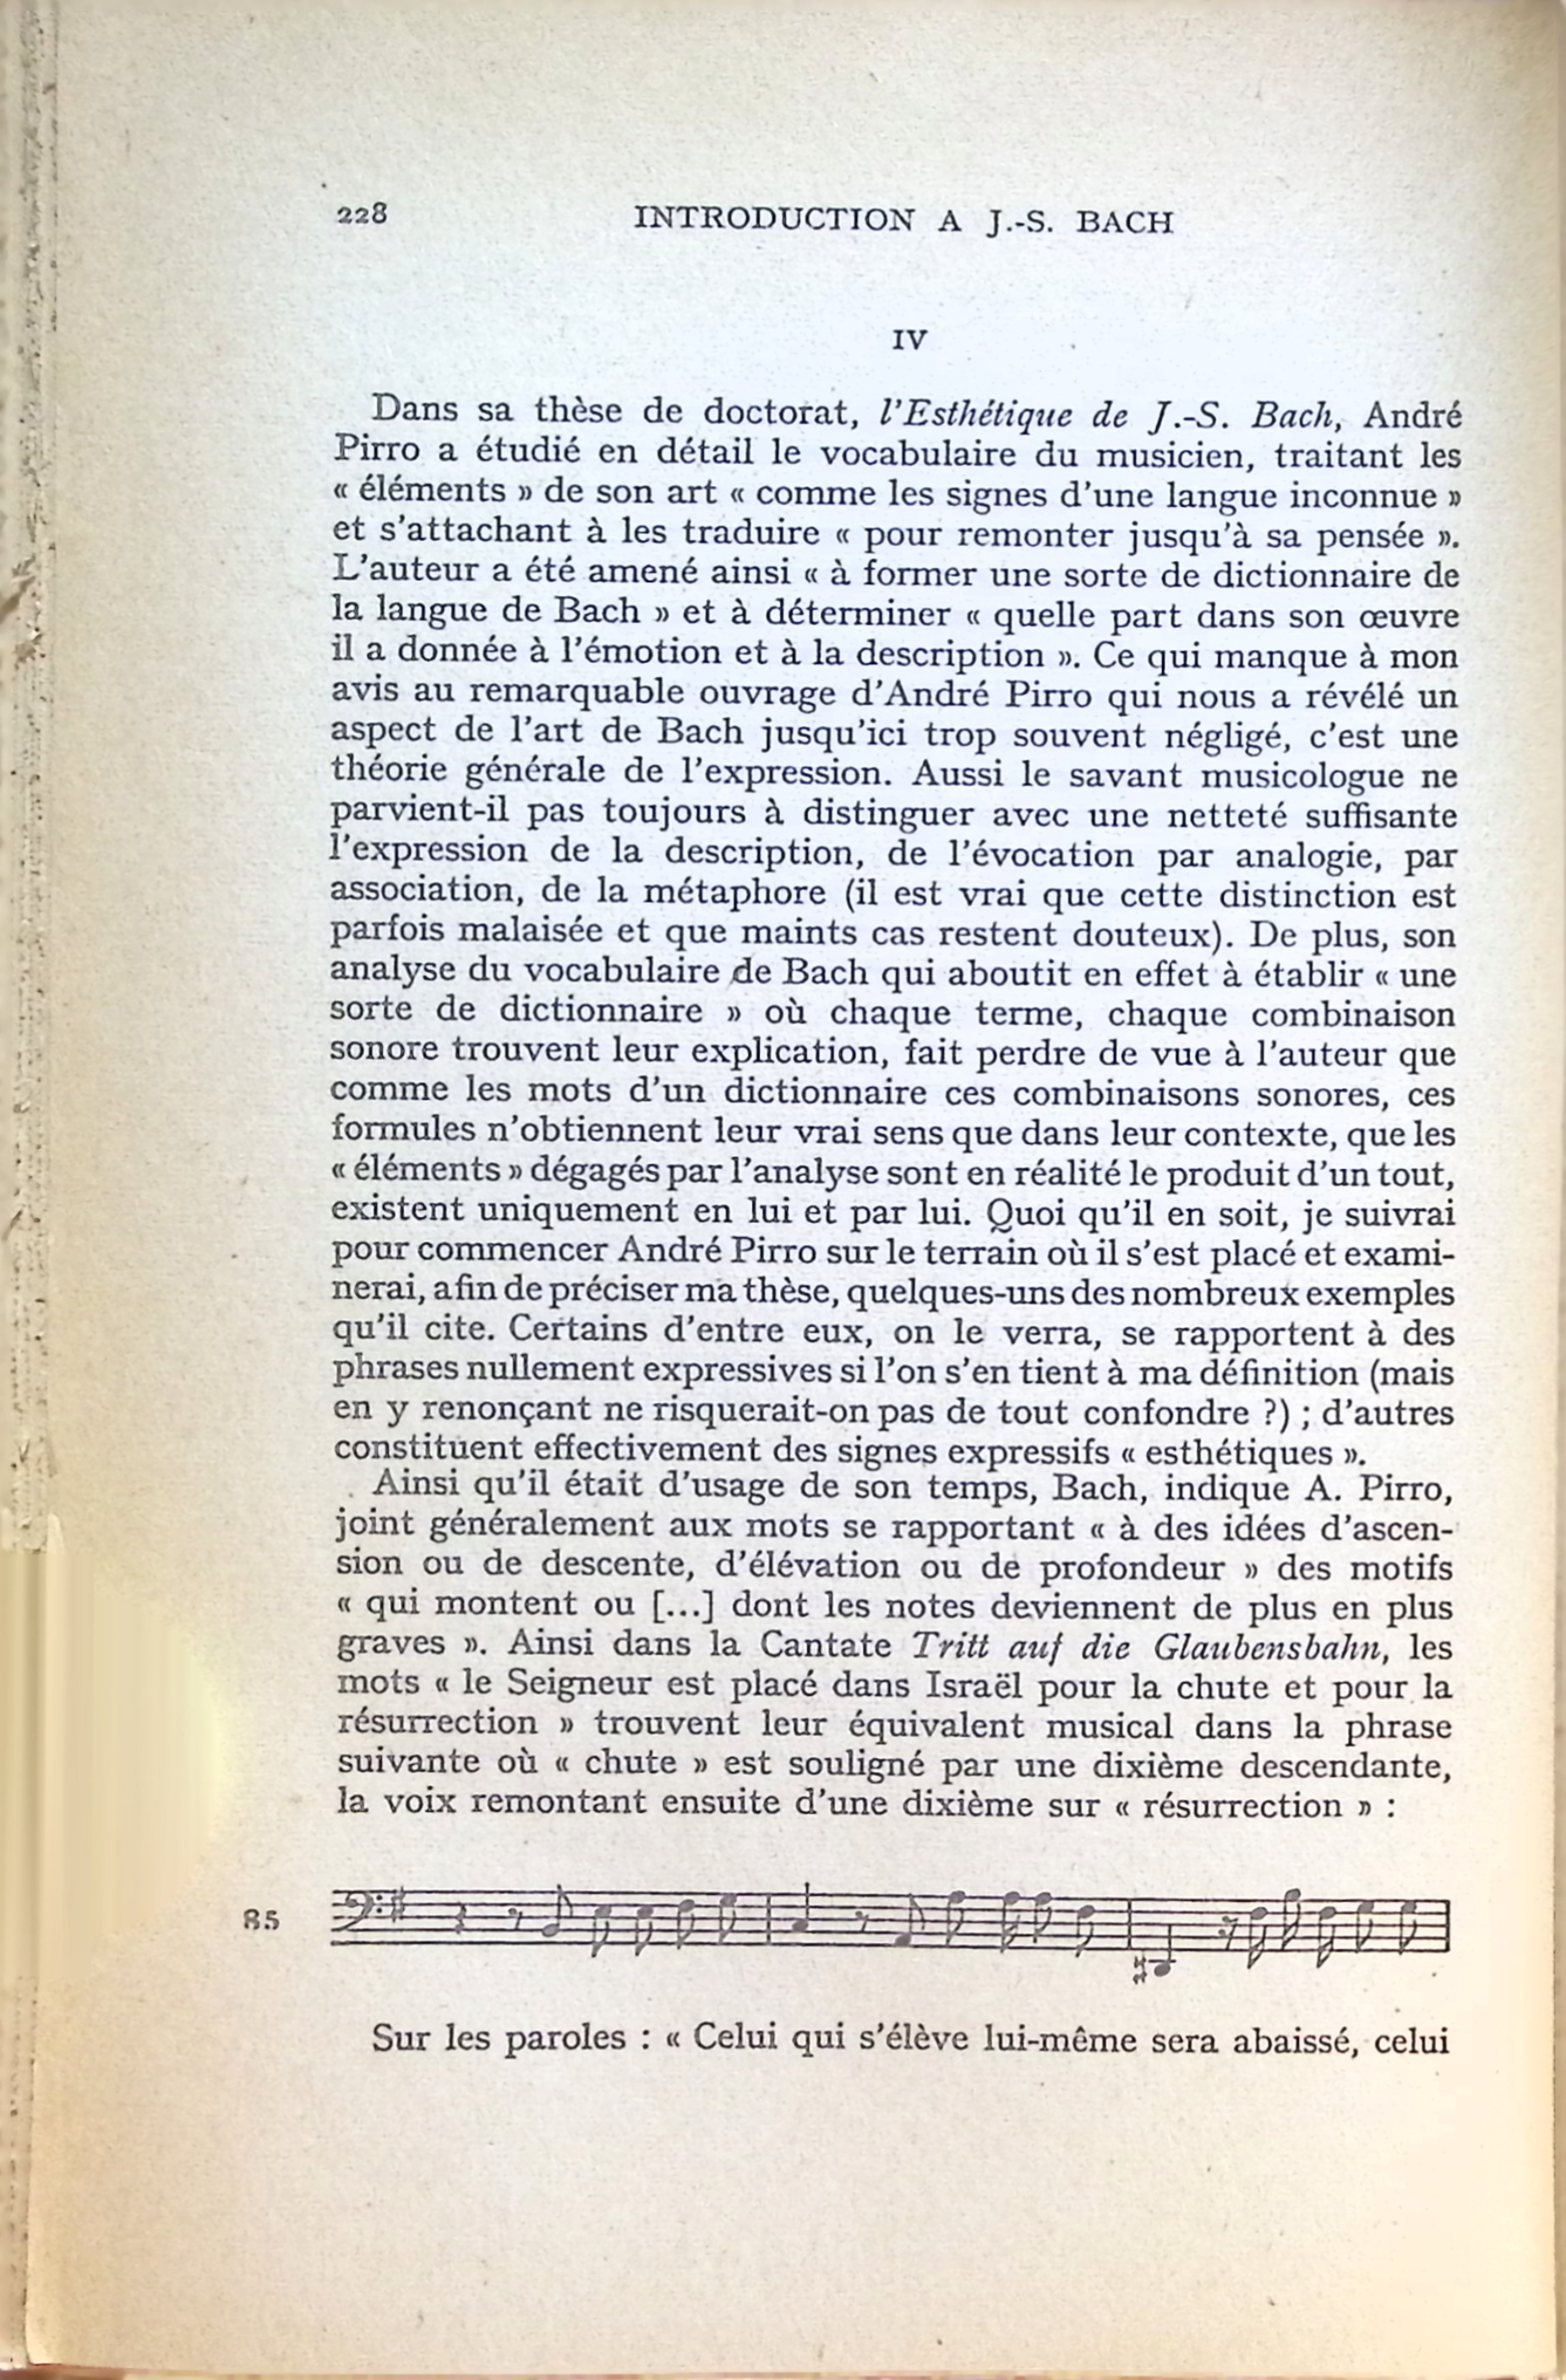 228
INTRODUCTION A J.-S. BACH
IV
Dans sa thèse de doctorat, l'Esthétique de J.-S. Bach, André
Pirro a étudié en détail le vocabulaire du musicien, traitant les
« éléments » de son art « comme les signes d'une langue inconnue »
et s'attachant à les traduire « pour remonter jusqu'à sa pensée ».
L'auteur a été amené ainsi « à former une sorte de dictionnaire de
la langue de Bach » et à déterminer « quelle part dans son œuvre
il a donnée à l'émotion et à la description ». Ce qui manque à mon
avis au remarquable ouvrage d'André Pirro qui nous a révélé un
aspect de l'art de Bach jusqu'ici trop souvent négligé, c'est une
théorie générale de l'expression. Aussi le savant musicologue ne
parvient-il pas toujours à distinguer avec une netteté suffisante
l'expression de la description, de l'évocation par analogie, par
association, de la métaphore (il est vrai que cette distinction est
parfois malaisée et que maints cas restent douteux). De plus, son
analyse du vocabulaire de Bach qui aboutit en effet à établir « une
sorte de dictionnaire » où chaque terme, chaque combinaison
sonore trouvent leur explication, fait perdre de vue à l'auteur que
comme les mots d'un dictionnaire ces combinaisons sonores, ces
formules n'obtiennent leur vrai sens que dans leur contexte, que les
« éléments » dégagés par l'analyse sont en réalité le produit d'un tout,
existent uniquement en lui et par lui. Quoi qu'il en soit, je suivrai
pour commencer André Pirro sur le terrain où il s'est placé et exami-
nerai, afin de préciser ma thèse, quelques-uns des nombreux exemples
qu'il cite. Certains d'entre eux, on le verra, se rapportent à des
phrases nullement expressives si l'on s'en tient à ma définition (mais
en y renonçant ne risquerait-on pas de tout confondre ?) ; d'autres
constituent effectivement des signes expressifs « esthétiques ».
Ainsi qu'il était d'usage de son temps, Bach, indique A. Pirro,
joint généralement aux mots se rapportant « à des idées d'ascen-
sion ou de descente, d'élévation ou de profondeur » des motifs
« qui montent ou [...] dont les notes deviennent de plus en plus
graves ». Ainsi dans la Cantate Tritt auf die Glaubensbahn, les
mots « le Seigneur est placé dans Israël pour la chute et pour la
résurrection » trouvent leur équivalent musical dans la phrase
suivante où « chute » est souligné par une dixième descendante,
la voix remontant ensuite d'une dixième sur « résurrection » :
85
Sur les paroles : « Celui qui s'élève lui-même sera abaissé, celui